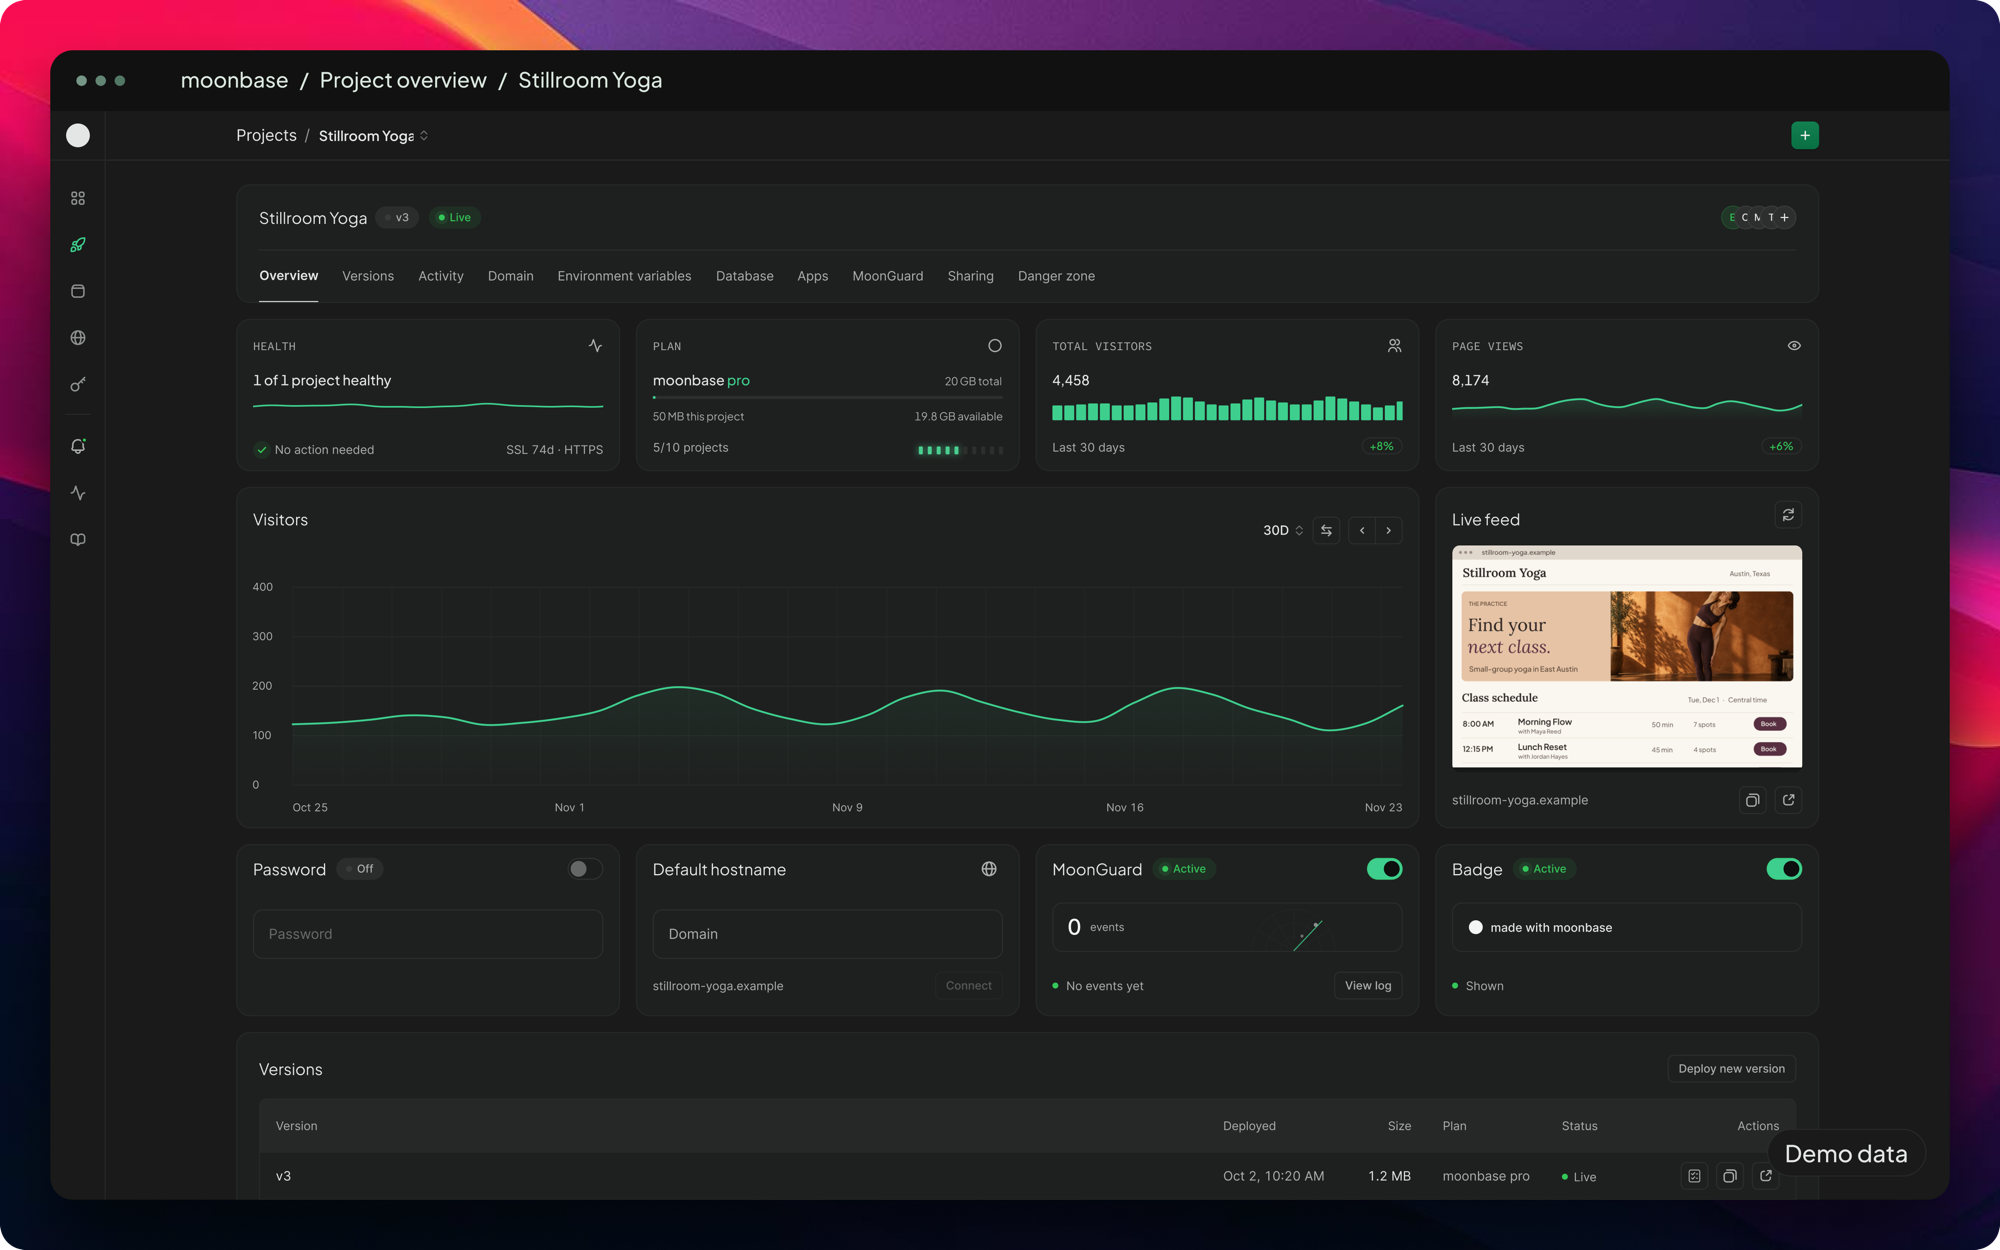 moonbase / Project overview / Stillroom Yoga
Projects / Stillroom Yoga
Stillroom Yoga v3 Live
E C M T +
Overview Versions Activity Domain Environment variables Database Apps MoonGuard Sharing Danger zone
HEALTH
1 of 1 project healthy
No action needed SSL 74d · HTTPS
PLAN
moonbase pro 20 GB total
50 MB this project 19.8 GB available
5/10 projects
TOTAL VISITORS
4,458
Last 30 days +8%
PAGE VIEWS
8,174
Last 30 days +6%
Visitors
30D
400
300
200
100
0
Oct 25 Nov 1 Nov 9 Nov 16 Nov 23
Live feed
stillroom-yoga.example
Stillroom Yoga Austin, Texas
THE PRACTICE
Find your
next class.
Small-group yoga in East Austin
Class schedule Tue, Dec 1 · Central time
8:00 AM Morning Flow 50 min 7 spots Book
with Maya Reed
12:15 PM Lunch Reset 45 min 4 spots Book
with Jordan Hayes
stillroom-yoga.example
Password Off
Password
Default hostname
Domain
stillroom-yoga.example Connect
MoonGuard Active
0 events
No events yet View log
Badge Active
made with moonbase
Shown
Versions Deploy new version
Version Deployed Size Plan Status Actions
v3 Oct 2, 10:20 AM 1.2 MB moonbase pro Live
Demo data